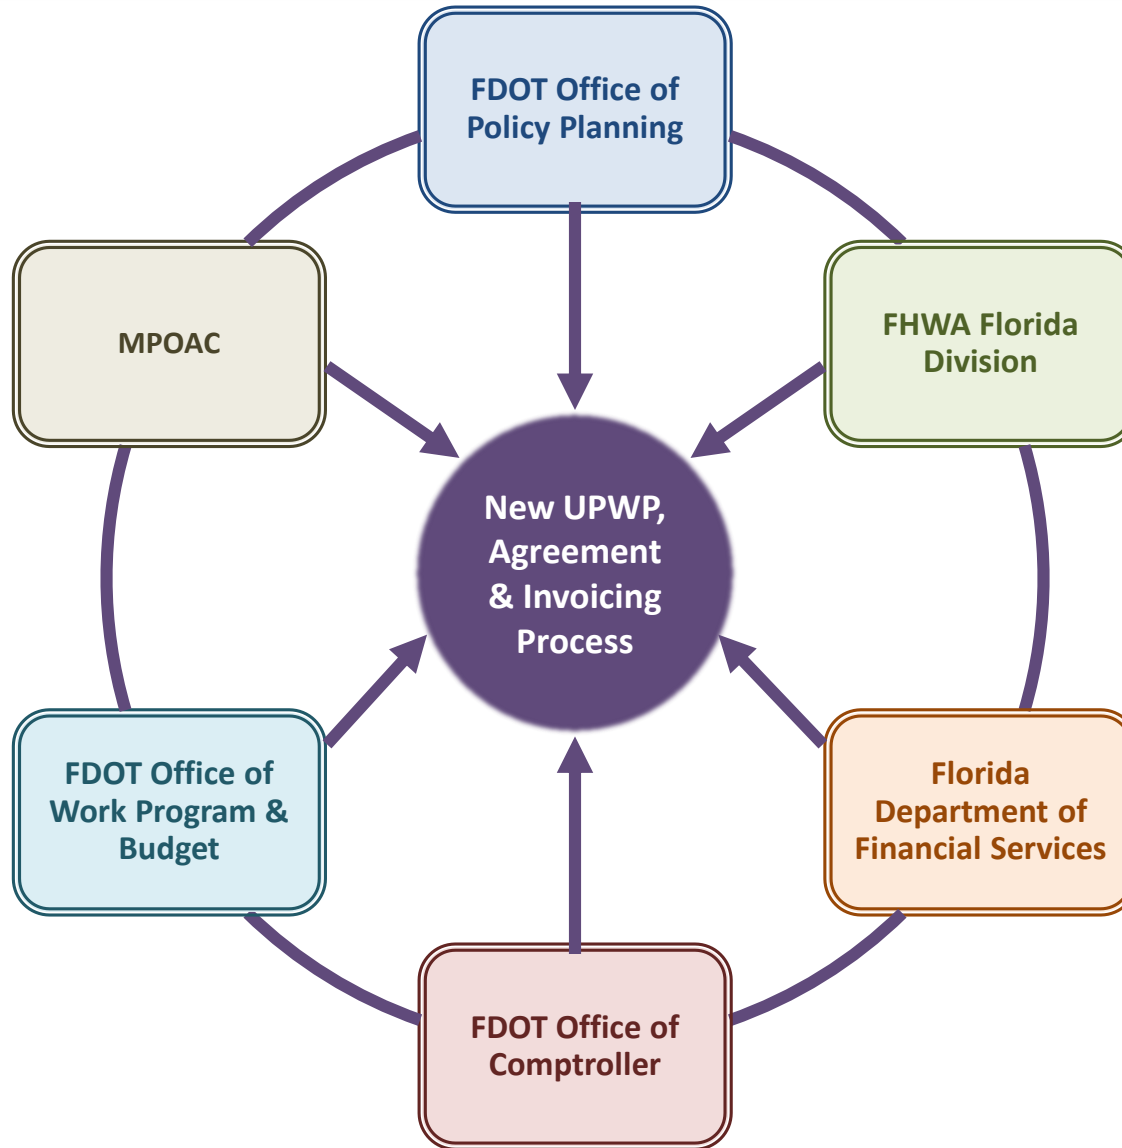 FDOT Office of
Policy Planning
MPOAC
FHWA Florida
Division
New UPWP,
Agreement
& Invoicing
Process
FDOT Office of
Work Program &
Budget
Florida
Department of
Financial Services
FDOT Office of
Comptroller